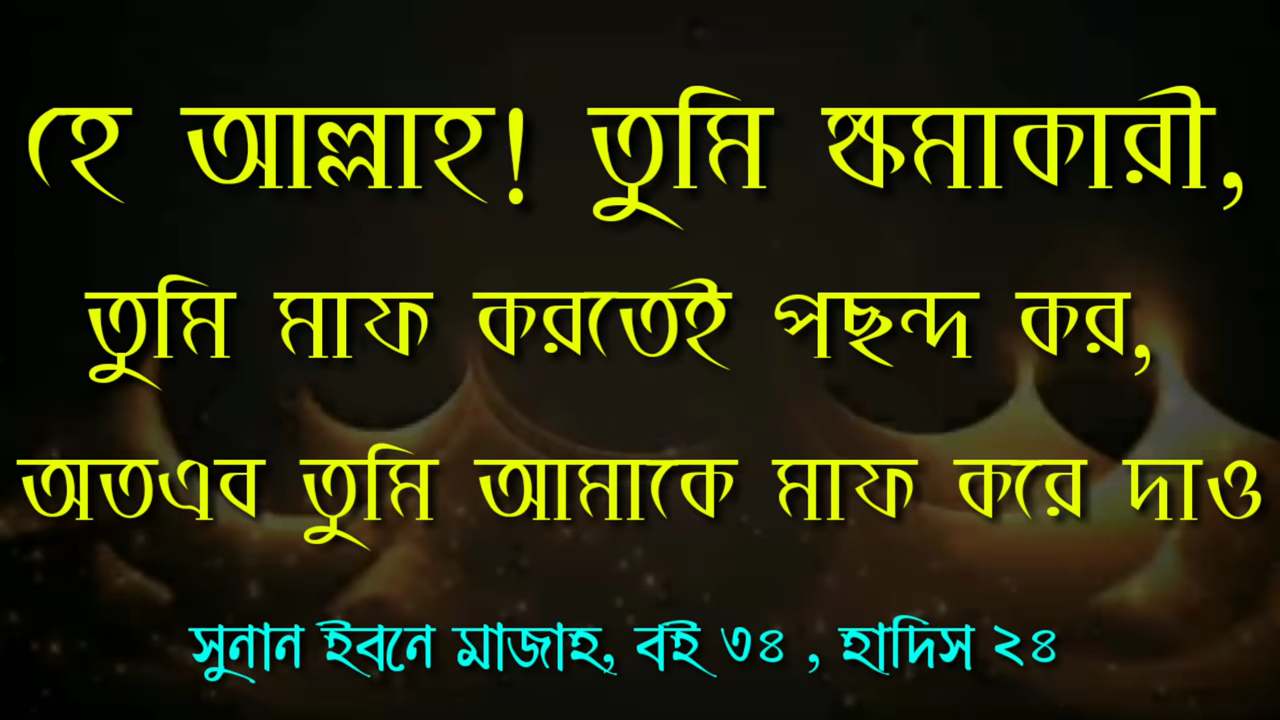 হে আল্লাহ! তুমি ক্ষমাকারী,
তুমি মাফ করতেই পছন্দ কর,
অতএব তুমি আমাকে মাফ করে দাও
সুনান ইবনে মাজাহ, বই ৩৪ , হাদিস ২৪